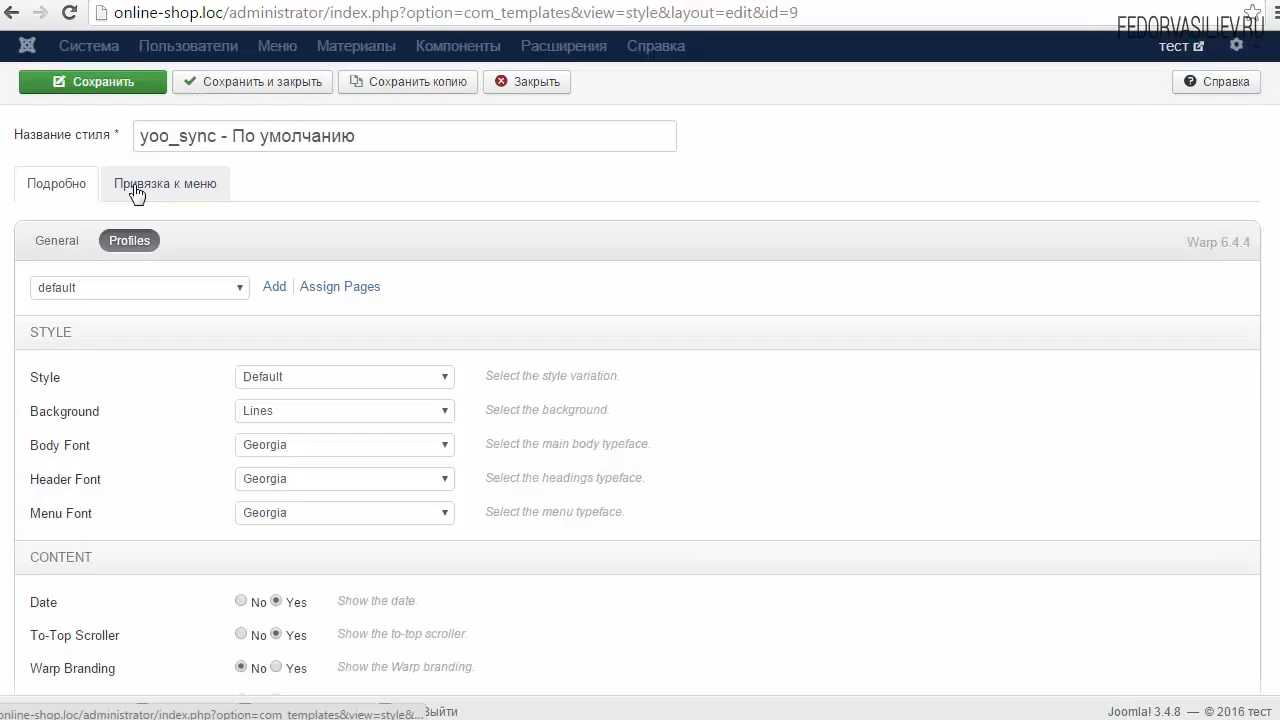 online-shop.loc/administrator/index.php?option=com_templates&view=style&layout=edit&id=9
FEDORVASILIEV.RU
Система Пользователи Меню Материалы Компоненты Расширения Справка тест
Сохранить Сохранить и закрыть Сохранить копию Закрыть Справка
Название стиля * yoo_sync - По умолчанию
Подробно Привязка к меню
General Profiles Warp 6.4.4
default Add Assign Pages
STYLE
Style Default Select the style variation.
Background Lines Select the background.
Body Font Georgia Select the main body typeface.
Header Font Georgia Select the headings typeface.
Menu Font Georgia Select the menu typeface.
CONTENT
Date No Yes Show the date.
To-Top Scroller No Yes Show the to-top scroller.
Warp Branding No Yes Show the Warp branding.
online-shop.loc/administrator/index.php?option=com_templates&view=style&... Выйти Joomla! 3.4.8 — © 2016 тест